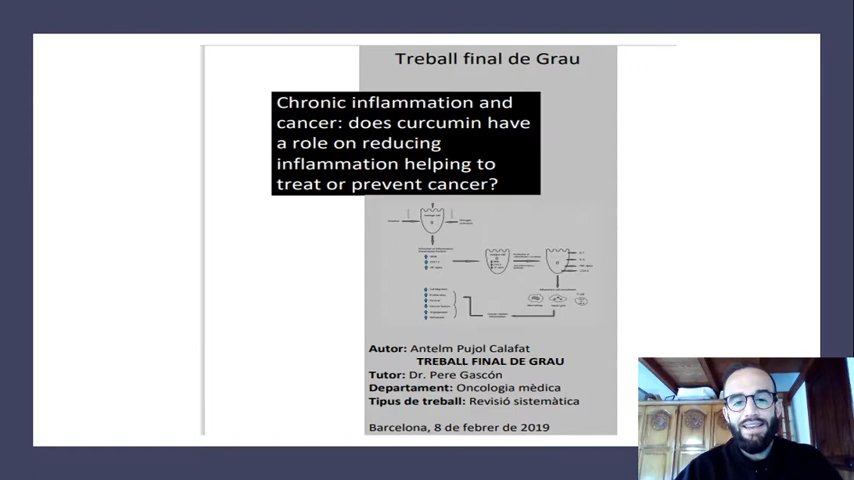 Treball final de Grau
Chronic inflammation and
cancer: does curcumin have
a role on reducing
inflammation helping to
treat or prevent cancer?
Autor: Antelm Pujol Calafat
TREBALL FINAL DE GRAU
Tutor: Dr. Pere Gascón
Departament: Oncologia mèdica
Tipus de treball: Revisió sistemàtica
Barcelona, 8 de febrer de 2019